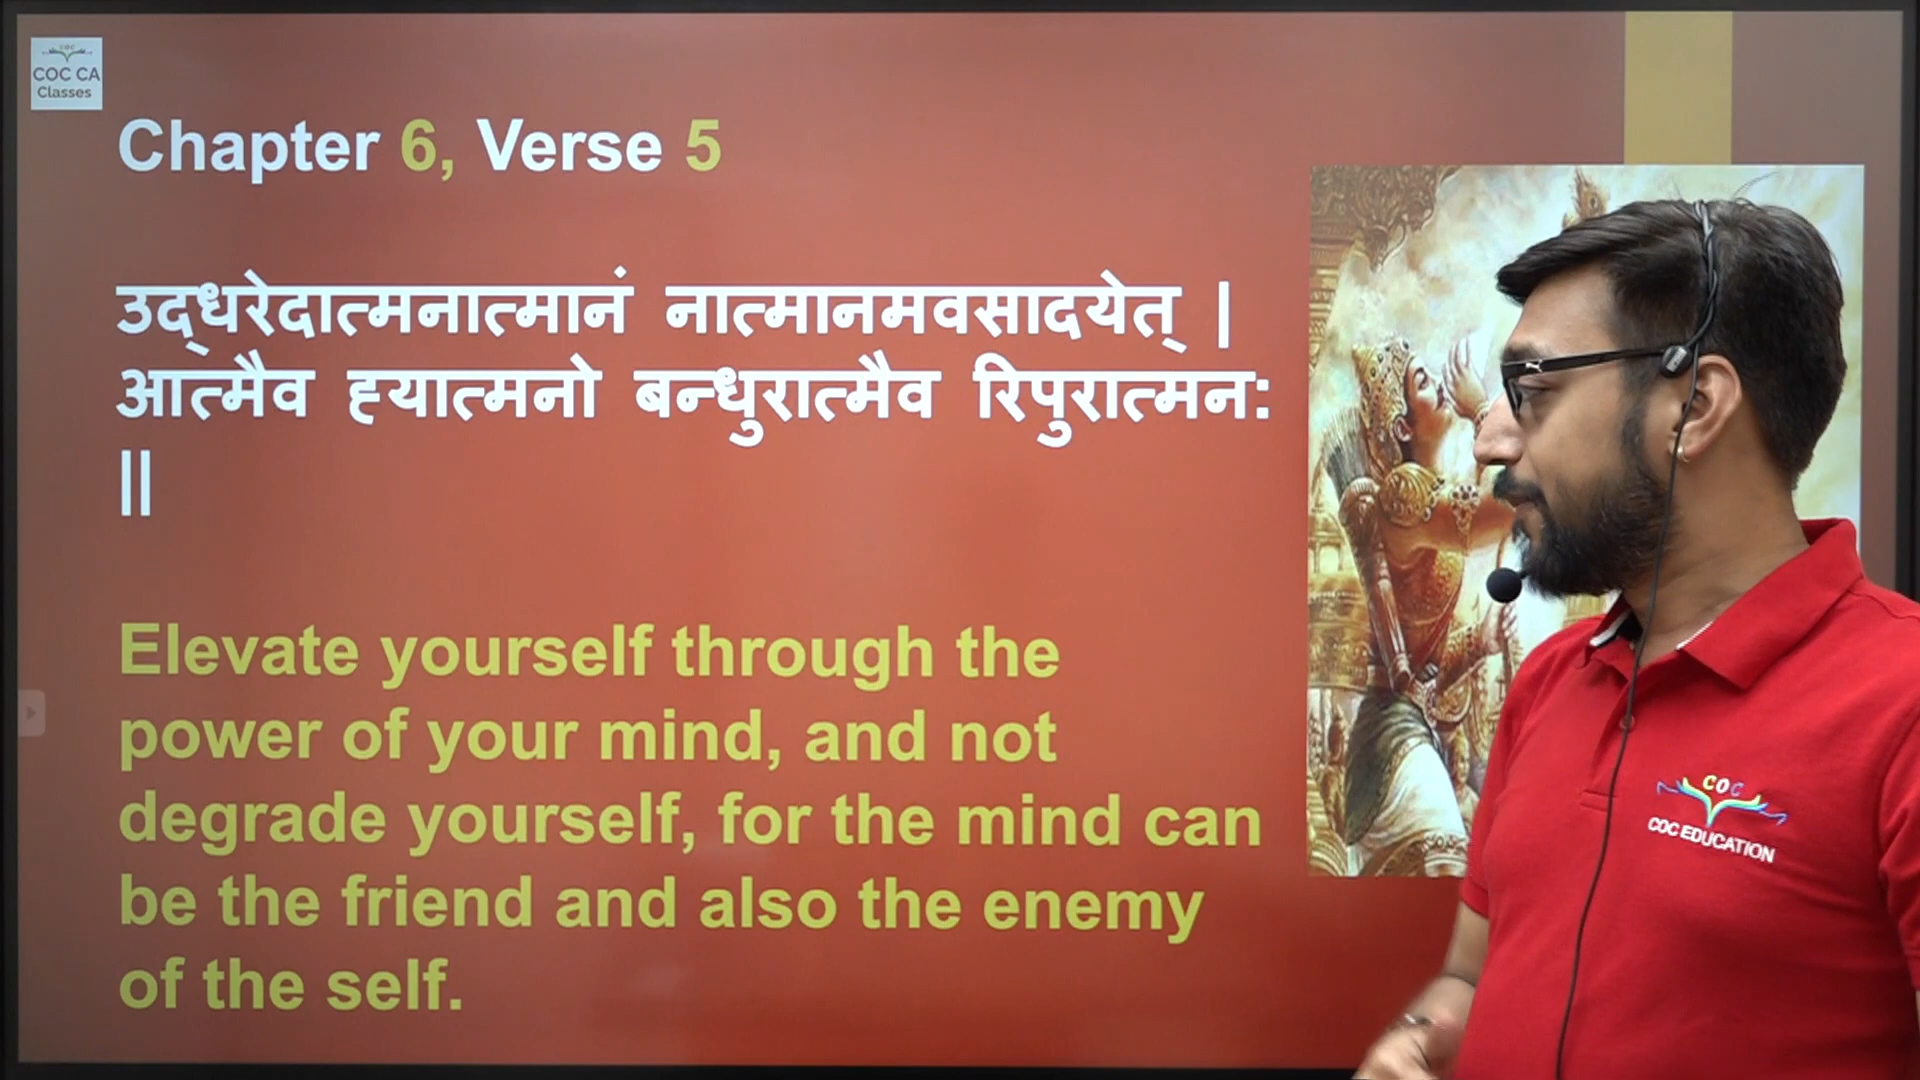 COC
COC CA
Classes
Chapter 6, Verse 5
उद्धरेदात्मनात्मानं नात्मानमवसादयेत् |
आत्मैव ह्यात्मनो बन्धुरात्मैव रिपुरात्मन:
||
Elevate yourself through the
power of your mind, and not
degrade yourself, for the mind can
be the friend and also the enemy
of the self.
COC
COC EDUCATION